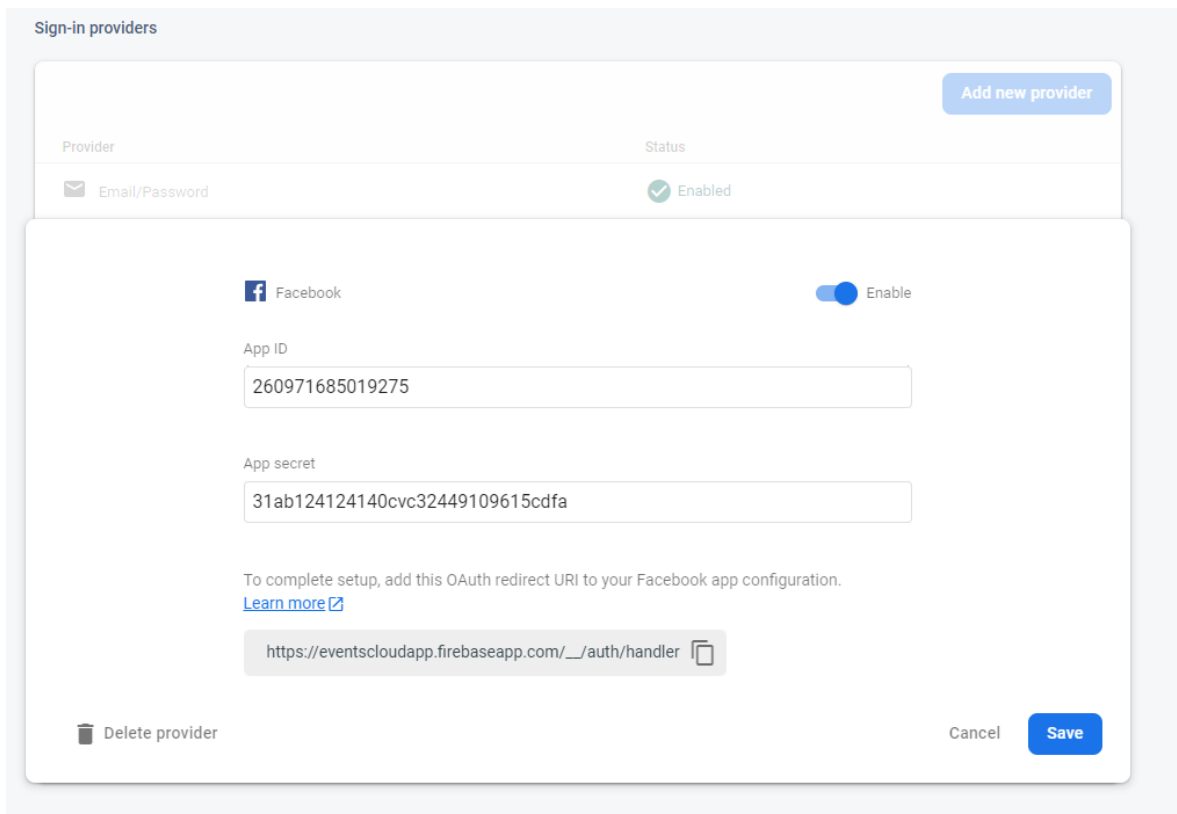 Sign-in providers
Add new provider
Provider Status
Email/Password Enabled
Facebook Enable
App ID
260971685019275
App secret
31ab124124140cvc32449109615cdfa
To complete setup, add this OAuth redirect URI to your Facebook app configuration.
Learn more
https://eventscloudapp.firebaseapp.com/__/auth/handler
Delete provider Cancel Save